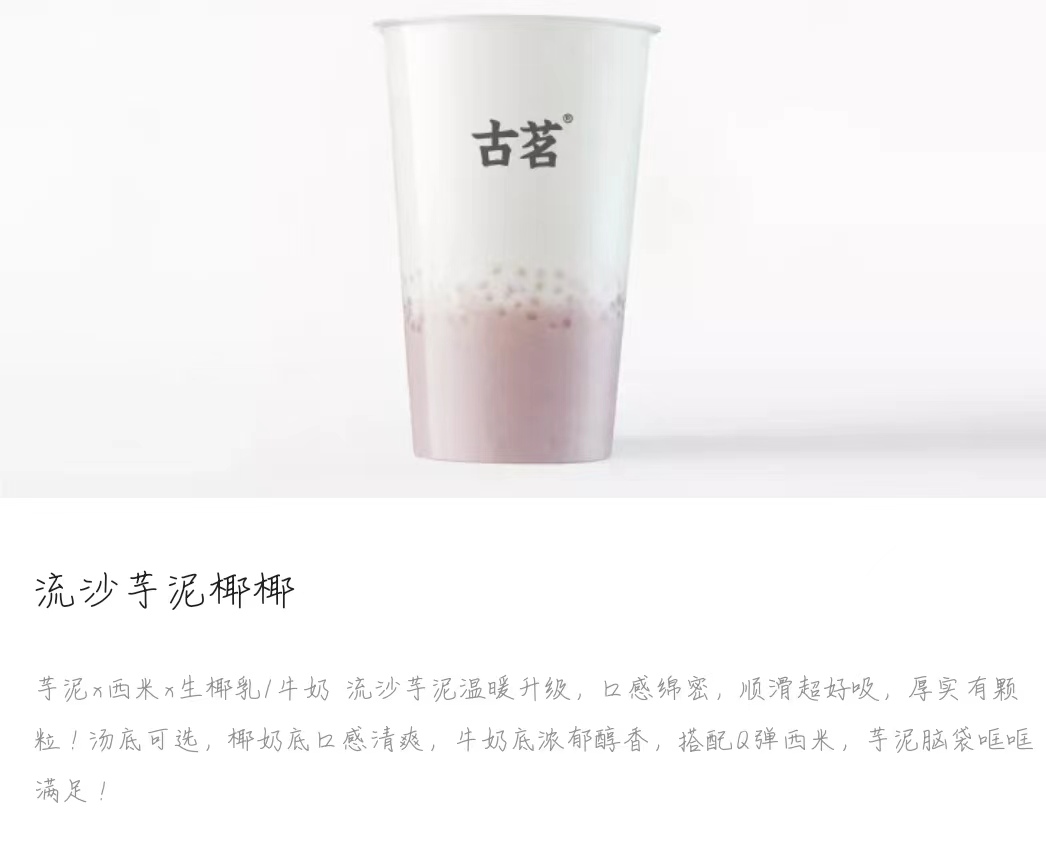 古茗®
流沙芋泥椰椰
芋泥x西米x生椰乳/牛奶 流沙芋泥温暖升级，口感绵密，顺滑超好吸，厚实有颗
粒！汤底可选，椰奶底口感清爽，牛奶底浓郁醇香，搭配Q弹西米，芋泥脑袋哐哐
满足！